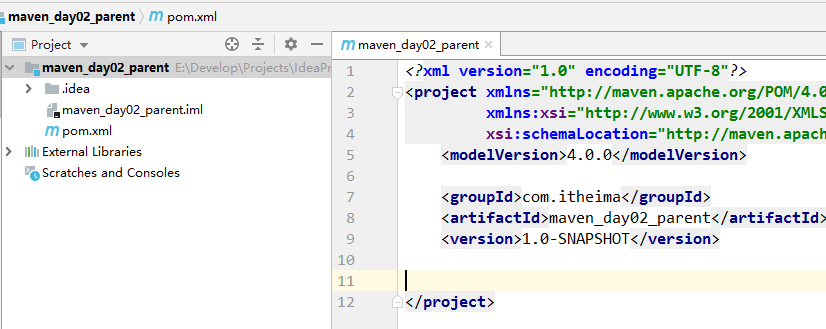 maven_day02_parent pom.xml
Project
maven_day02_parent E:\Develop\Projects\IdeaPr
.idea
maven_day02_parent.iml
pom.xml
External Libraries
Scratches and Consoles
maven_day02_parent
1 <?xml version="1.0" encoding="UTF-8"?>
2 <project xmlns="http://maven.apache.org/POM/4.0
3 xmlns:xsi="http://www.w3.org/2001/XMLS
4 xsi:schemaLocation="http://maven.apach
5 <modelVersion>4.0.0</modelVersion>
6
7 <groupId>com.itheima</groupId>
8 <artifactId>maven_day02_parent</artifactId>
9 <version>1.0-SNAPSHOT</version>
10
11
12 </project>